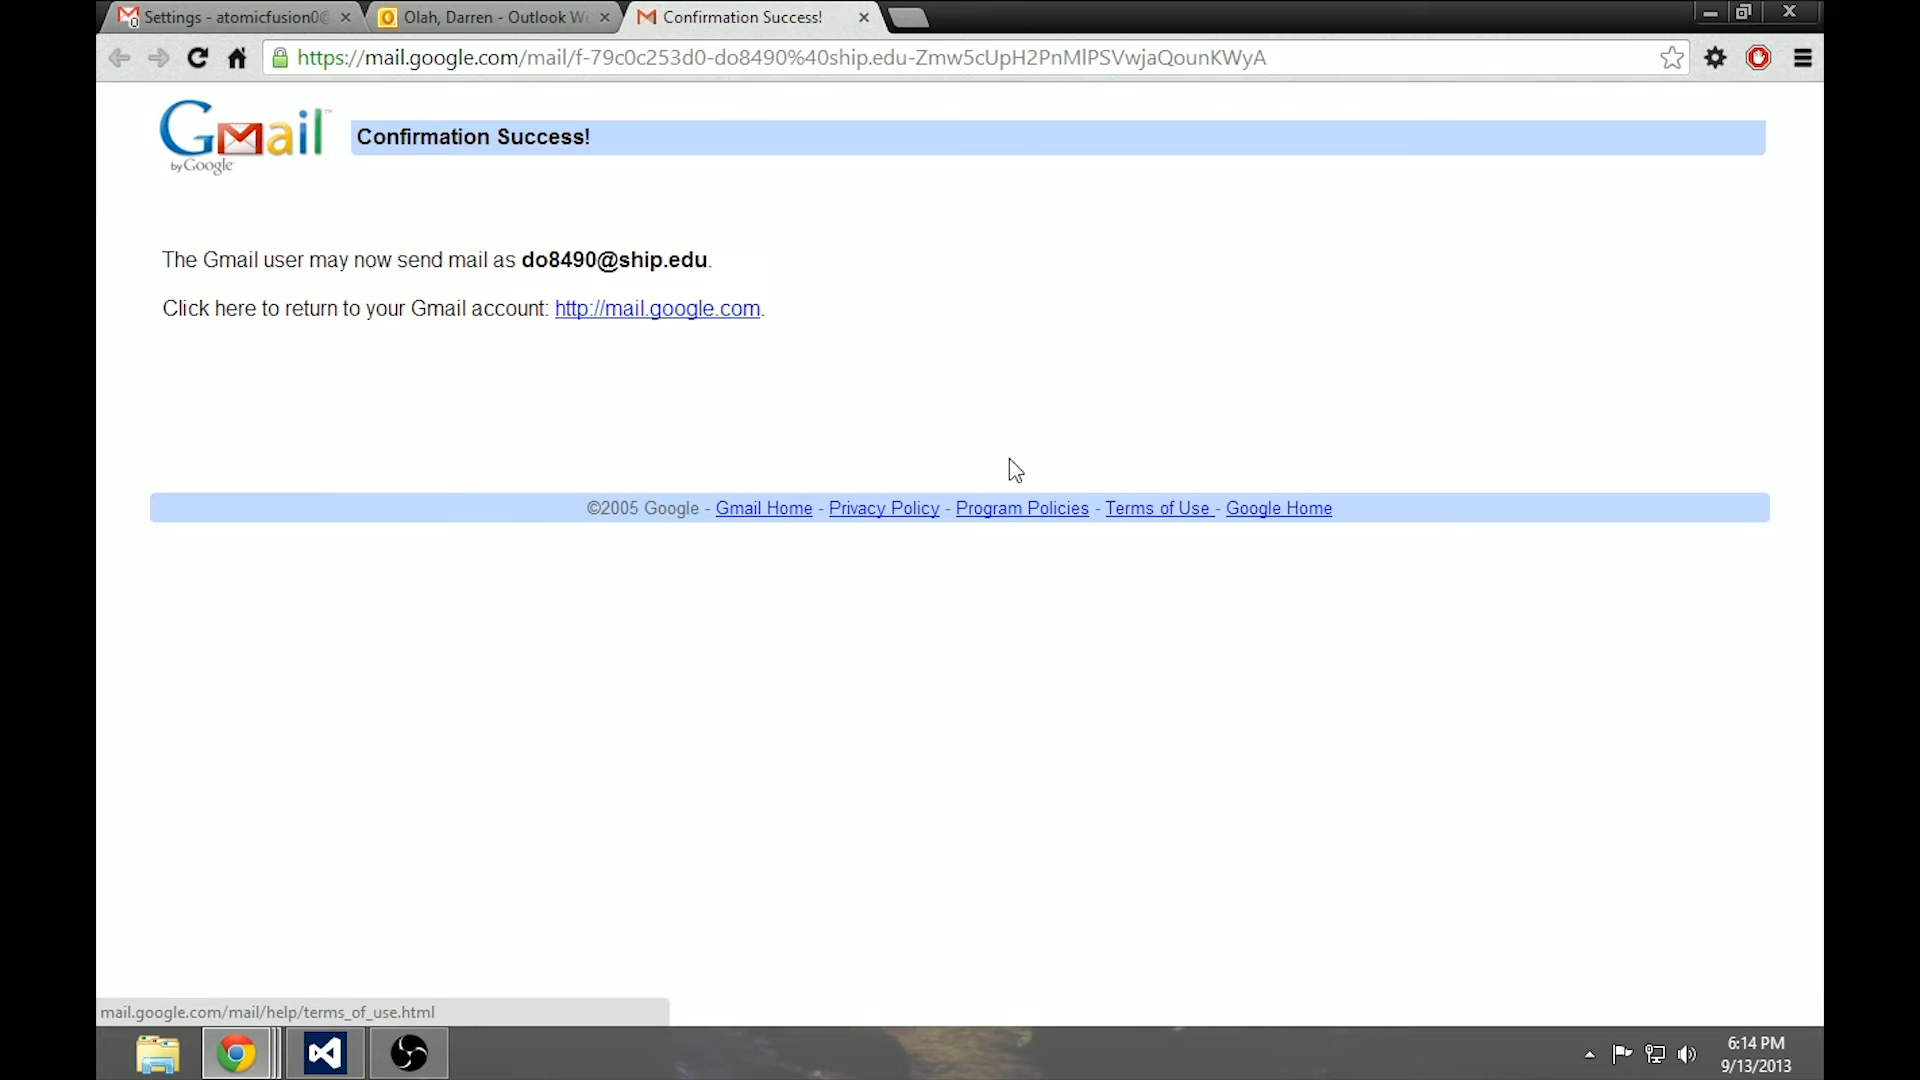 Settings - atomicfusion0@
Olah, Darren - Outlook We
Confirmation Success!
https://mail.google.com/mail/f-79c0c253d0-do8490%40ship.edu-Zmw5cUpH2PnMlPSVwjaQounKWyA
Gmail™
by Google
Confirmation Success!
The Gmail user may now send mail as do8490@ship.edu.
Click here to return to your Gmail account: http://mail.google.com.
©2005 Google - Gmail Home - Privacy Policy - Program Policies - Terms of Use - Google Home
mail.google.com/mail/help/terms_of_use.html
6:14 PM
9/13/2013